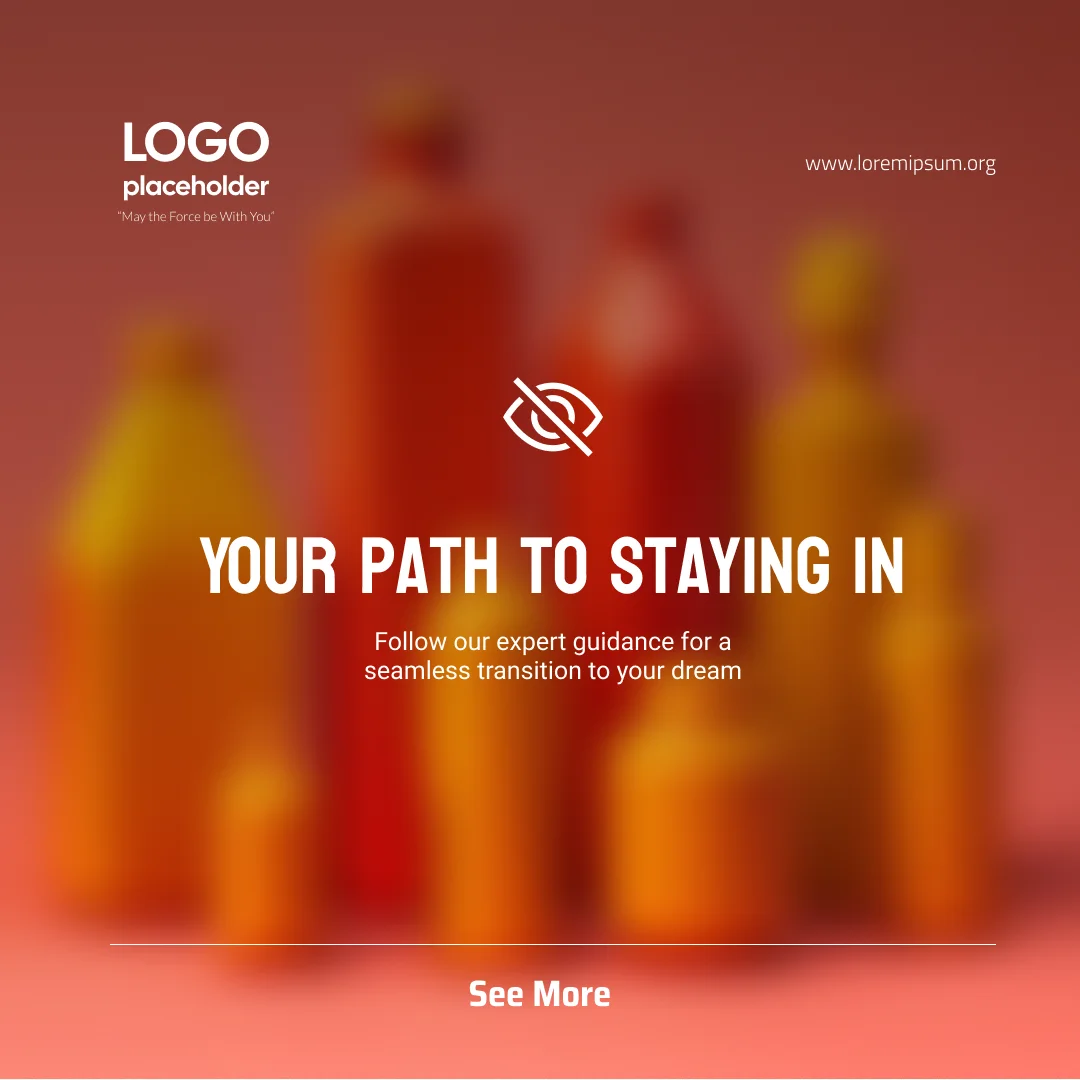 LOGO
placeholder
"May the Force be With You"
www.loremipsum.org
YOUR PATH TO STAYING IN
Follow our expert guidance for a
seamless transition to your dream
See More